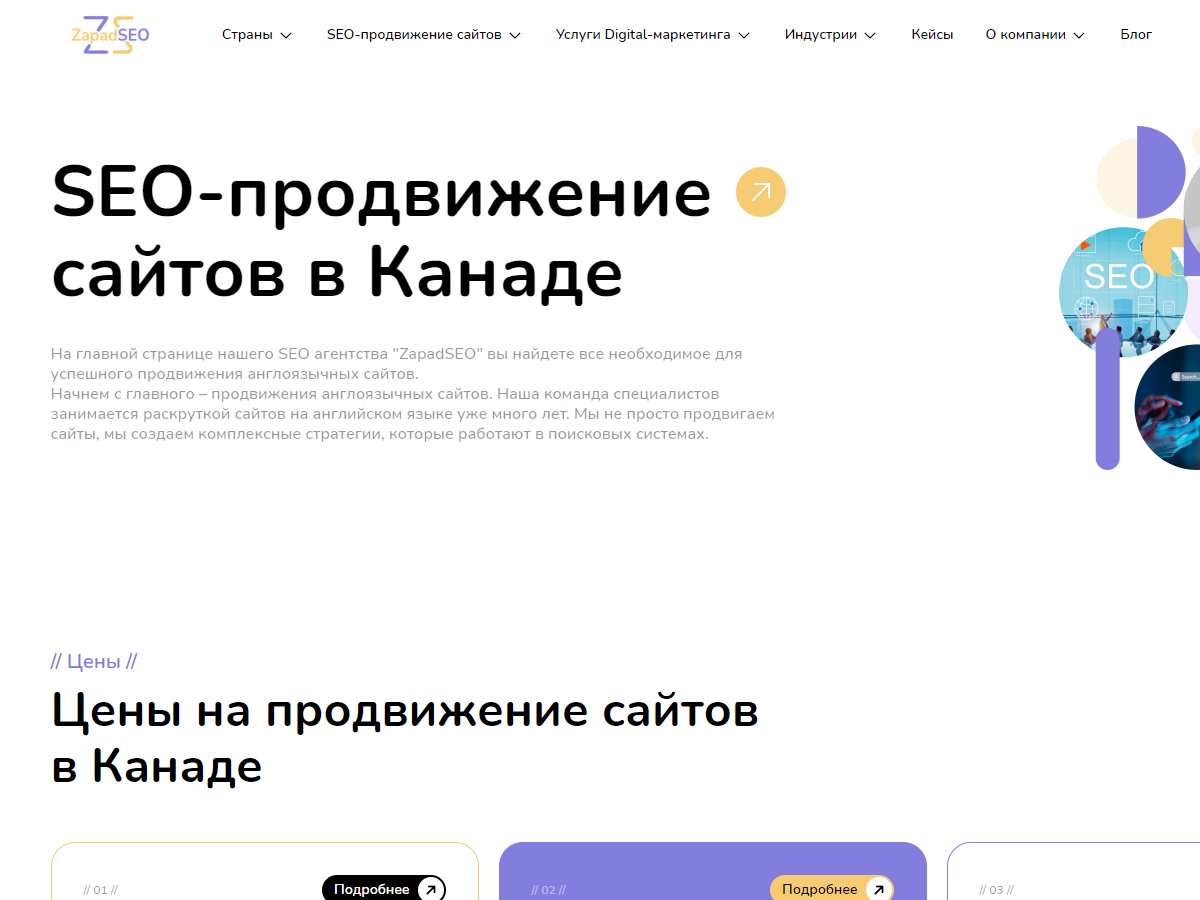 ZapadSEO
Страны
SEO-продвижение сайтов
Услуги Digital-маркетинга
Индустрии
Кейсы
О компании
Блог
SEO-продвижение
сайтов в Канаде
На главной странице нашего SEO агентства "ZapadSEO" вы найдете все необходимое для
успешного продвижения англоязычных сайтов.
Начнем с главного – продвижения англоязычных сайтов. Наша команда специалистов
занимается раскруткой сайтов на английском языке уже много лет. Мы не просто продвигаем
сайты, мы создаем комплексные стратегии, которые работают в поисковых системах.
SEO
Search...
// Цены //
Цены на продвижение сайтов
в Канаде
// 01 //
Подробнее
// 02 //
Подробнее
// 03 //